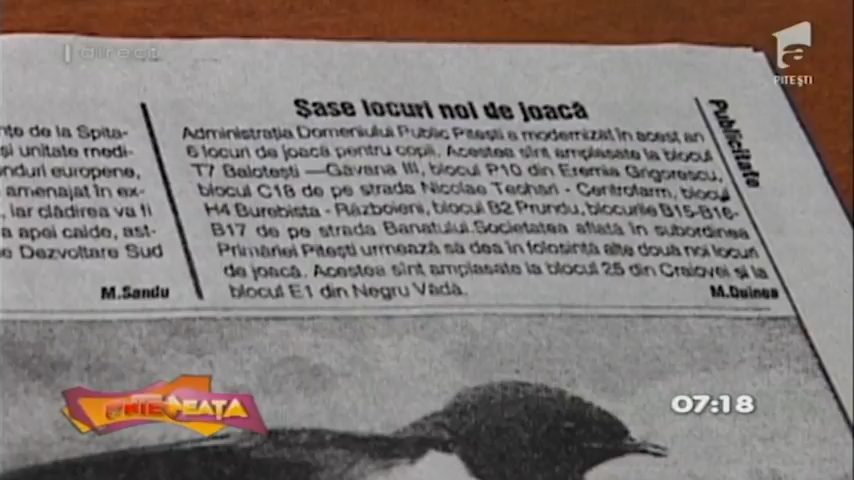 direct
a
PITEȘTI
Șase locuri noi de joacă
Administrația Domeniului Public Pitești a modernizat în acest an
6 locuri de joacă pentru copii. Acestea sînt amplasate la blocul
T7 Balotești —Gavana III, blocul P10 din Eremia Grigorescu,
blocul C18 de pe strada Nicolae Techari - Centrofarm, blocul
H4 Burebista - Războieni, blocul B2 Prundu, blocurile B15-B16-
B17 de pe strada Banatului.Societatea aflată în subordinea
Primăriei Pitești urmează să dea în folosință alte două noi locuri
de joacă. Acestea sînt amplasate la blocul 25 din Craiovei și la
blocul E1 din Negru Vodă.
M.Duinea
Publicitate
de la Spita-
și unitate medi-
onduri europene,
amenajat în ex-
, iar clădirea va fi
a apei calde, ast-
Dezvoltare Sud
M.Sandu
07:18